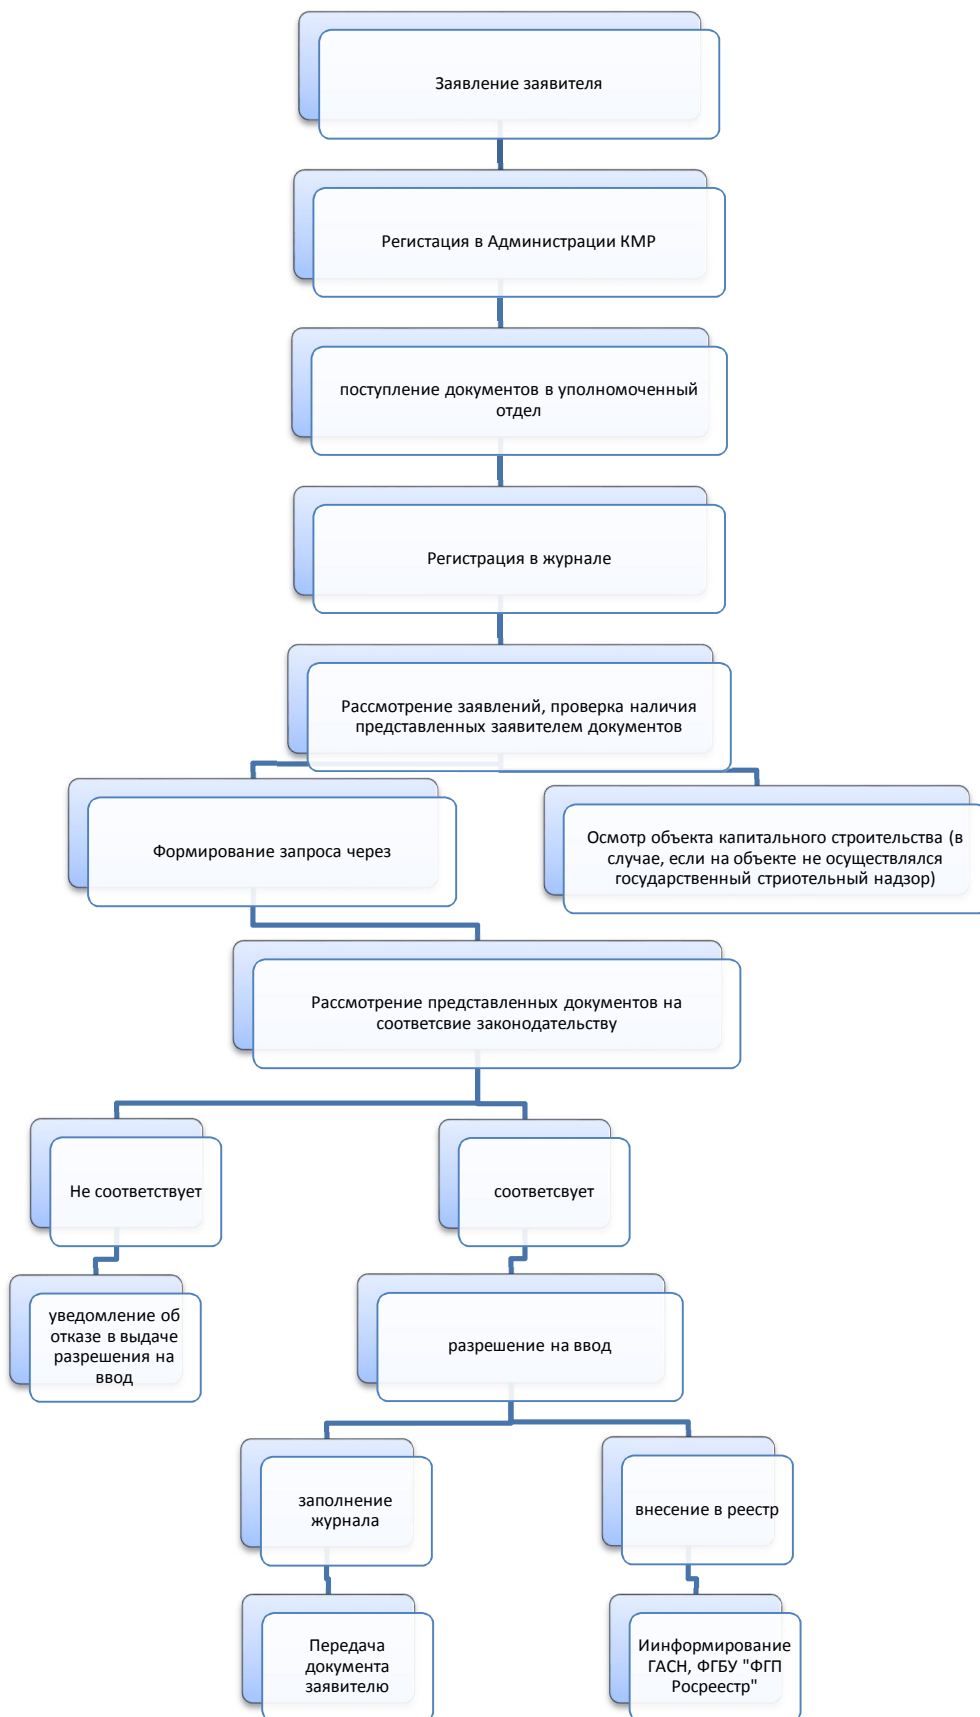 Заявление заявителя
Регистация в Администрации КМР
поступление документов в уполномоченный
отдел
Регистрация в журнале
Рассмотрение заявлений, проверка наличия
представленных заявителем документов
Формирование запроса через
Осмотр объекта капитального строительства (в
случае, если на объекте не осуществлялся
государственный стриотельный надзор)
Рассмотрение представленных документов на
соответсвие законодательству
Не соответствует
соответсвует
уведомление об
отказе в выдаче
разрешения на
ввод
разрешение на ввод
заполнение
журнала
внесение в реестр
Передача
документа
заявителю
Иинформирование
ГАСН, ФГБУ "ФГП
Росреестр"